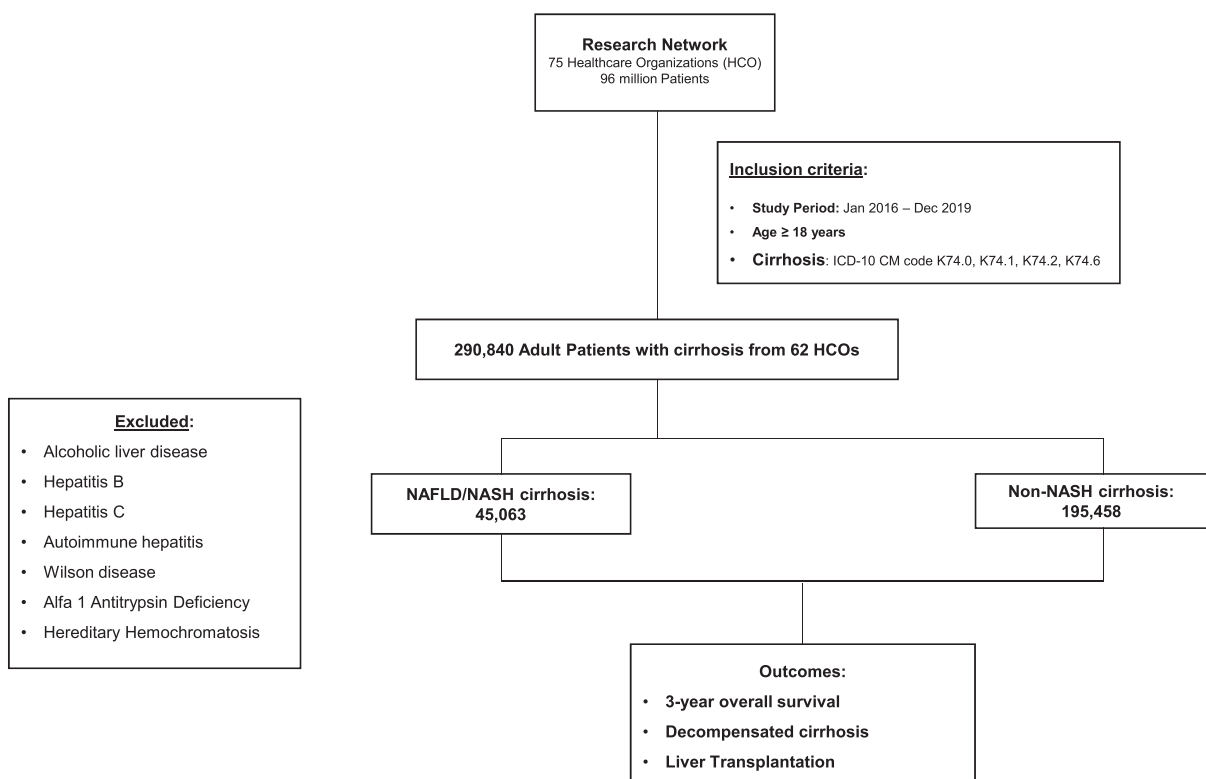 Research Network
75 Healthcare Organizations (HCO)
96 million Patients
Inclusion criteria:
• Study Period: Jan 2016 – Dec 2019
• Age ≥ 18 years
• Cirrhosis: ICD-10 CM code K74.0, K74.1, K74.2, K74.6
290,840 Adult Patients with cirrhosis from 62 HCOs
Excluded:
• Alcoholic liver disease
• Hepatitis B
• Hepatitis C
• Autoimmune hepatitis
• Wilson disease
• Alfa 1 Antitrypsin Deficiency
• Hereditary Hemochromatosis
NAFLD/NASH cirrhosis:
45,063
Non-NASH cirrhosis:
195,458
Outcomes:
• 3-year overall survival
• Decompensated cirrhosis
• Liver Transplantation